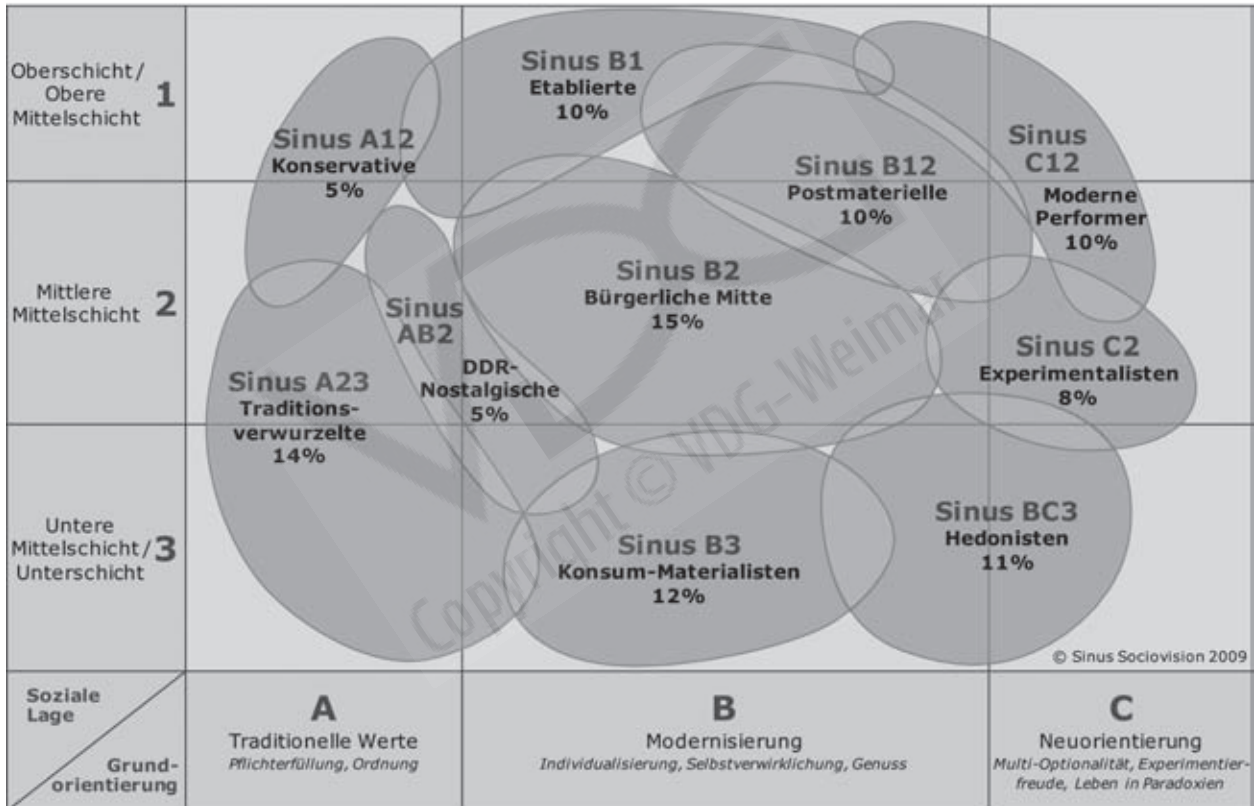 Oberschicht /
Obere
Mittelschicht
1
Mittlere
Mittelschicht
2
Untere
Mittelschicht /
Unterschicht
3
Sinus B1
Etablierte
10%
Sinus A12
Konservative
5%
Sinus B12
Postmaterielle
10%
Sinus
C12
Moderne
Performer
10%
Sinus B2
Bürgerliche Mitte
15%
Sinus
AB2
DDR-
Nostalgische
5%
Sinus A23
Traditions-
verwurzelte
14%
Sinus C2
Experimentalisten
8%
Sinus B3
Konsum-Materialisten
12%
Sinus BC3
Hedonisten
11%
© Sinus Sociovision 2009
Soziale
Lage
Grund-
orientierung
A
Traditionelle Werte
Pflichterfüllung, Ordnung
B
Modernisierung
Individualisierung, Selbstverwirklichung, Genuss
C
Neuorientierung
Multi-Optionalität, Experimentier-
freude, Leben in Paradoxien
VDG
Copyright © VDG-Weimar